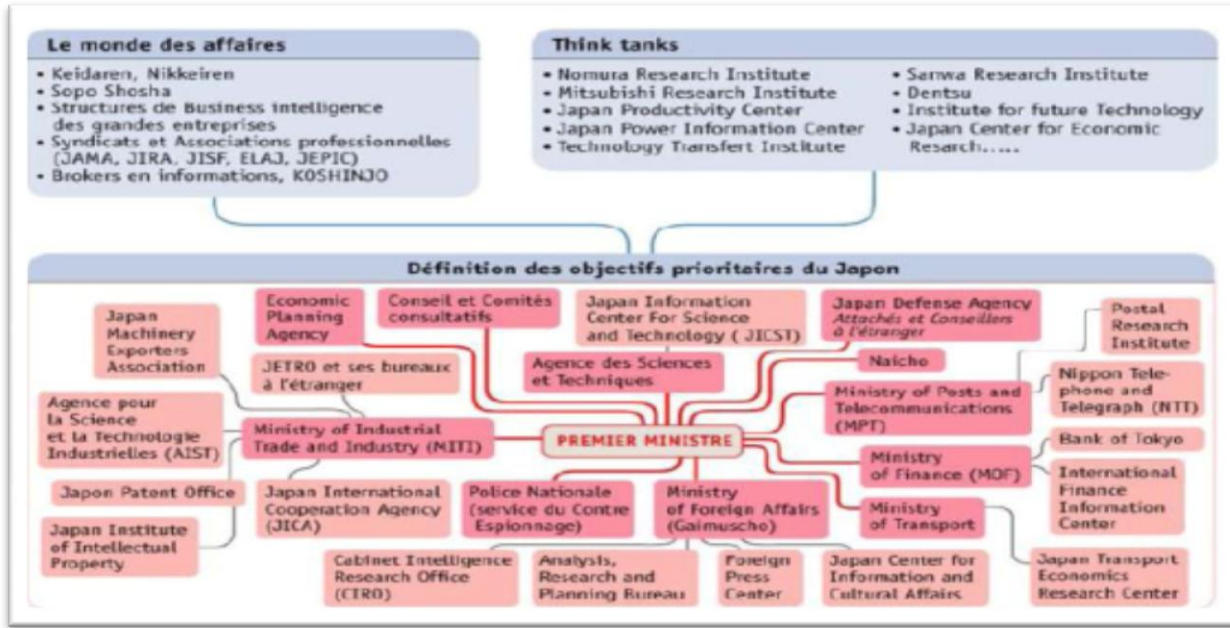 Le monde des affaires
• Keidaren, Nikkeiren
• Sopo Shosha
• Structures de Business intelligence
des grandes entreprises
• Syndicats et Associations professionnelles
(JAMA, JIRA, JISF, ELAJ, JEPIC)
• Brokers en informations, KOSHINJO
Think tanks
• Nomura Research Institute
• Mitsubishi Research Institute
• Japan Productivity Center
• Japan Power Information Center
• Technology Transfert Institute
• Sanwa Research Institute
• Dentsu
• Institute for future Technology
• Japan Center for Economic
Resarch.....
Définition des objectifs prioritaires du Japon
Japan
Machinery
Exporters
Association
Economic
Planning
Agency
Conseil et Comités
consultatifs
Japan Information
Center For Science
and Technology ( JICST)
Japan Defense Agency
Attachés et Conseillers
à l'étranger
Postal
Research
Institute
JETRO et ses bureaux
à l'étranger
Agence des Sciences
et Techniques
Naicho
Agence pour
la Science
et la Technologie
Industrielles (AIST)
Ministry of Industrial
Trade and Industry (MITI)
PREMIER MINISTRE
Ministry of Posts and
Telecommunications
(MPT)
Nippon Tele-
phone and
Telegraph (NTT)
Bank of Tokyo
Ministry
of Finance (MOF)
International
Finance
Information
Center
Japon Patent Office
Japan International
Cooperation Agency
(JICA)
Police Nationale
(service du Contre
Espionnage)
Ministry
of Foreign Affairs
(Gaimuscho)
Ministry
of Transport
Japan Institute
of Intellectual
Property
Cabinet Intelligence
Research Office
(CIRO)
Analysis,
Research and
Planning Bureau
Foreign
Press
Center
Japan Center for
Information and
Cultural Affairs
Japan Transport
Economics
Research Center